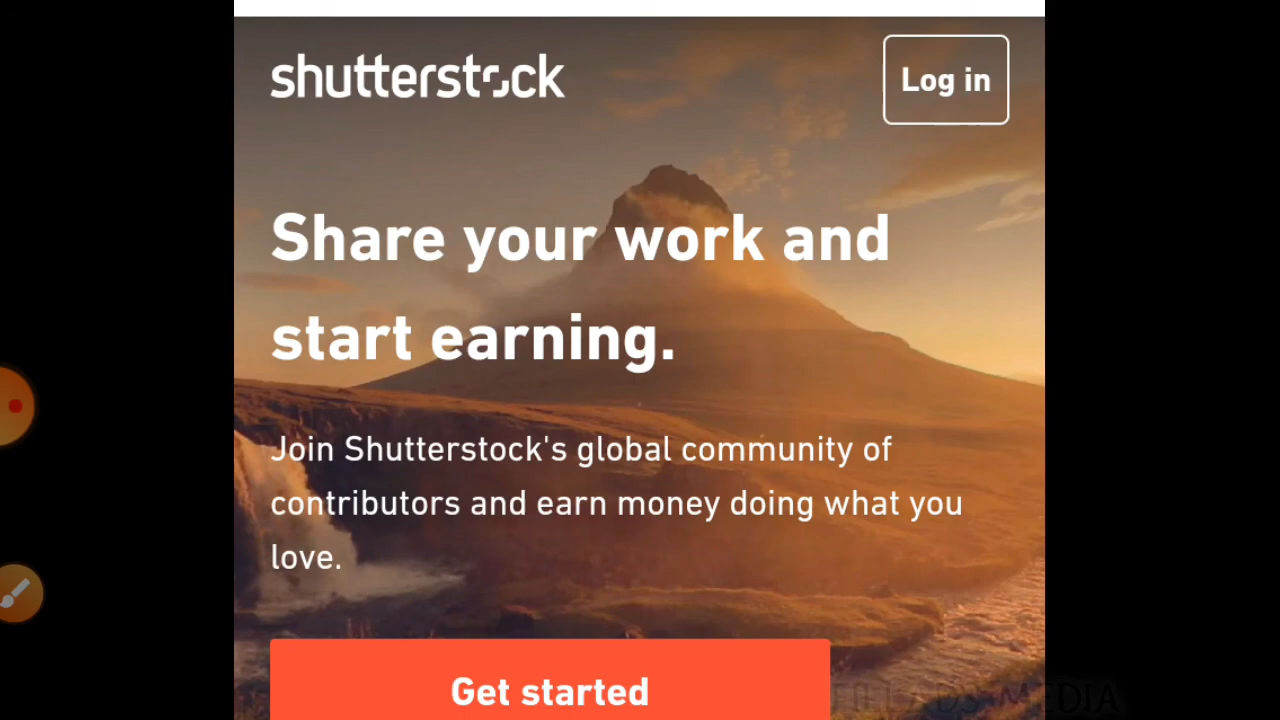 shutterstock
Log in
Share your work and
start earning.
Join Shutterstock's global community of
contributors and earn money doing what you
love.
Get started
MEDIA